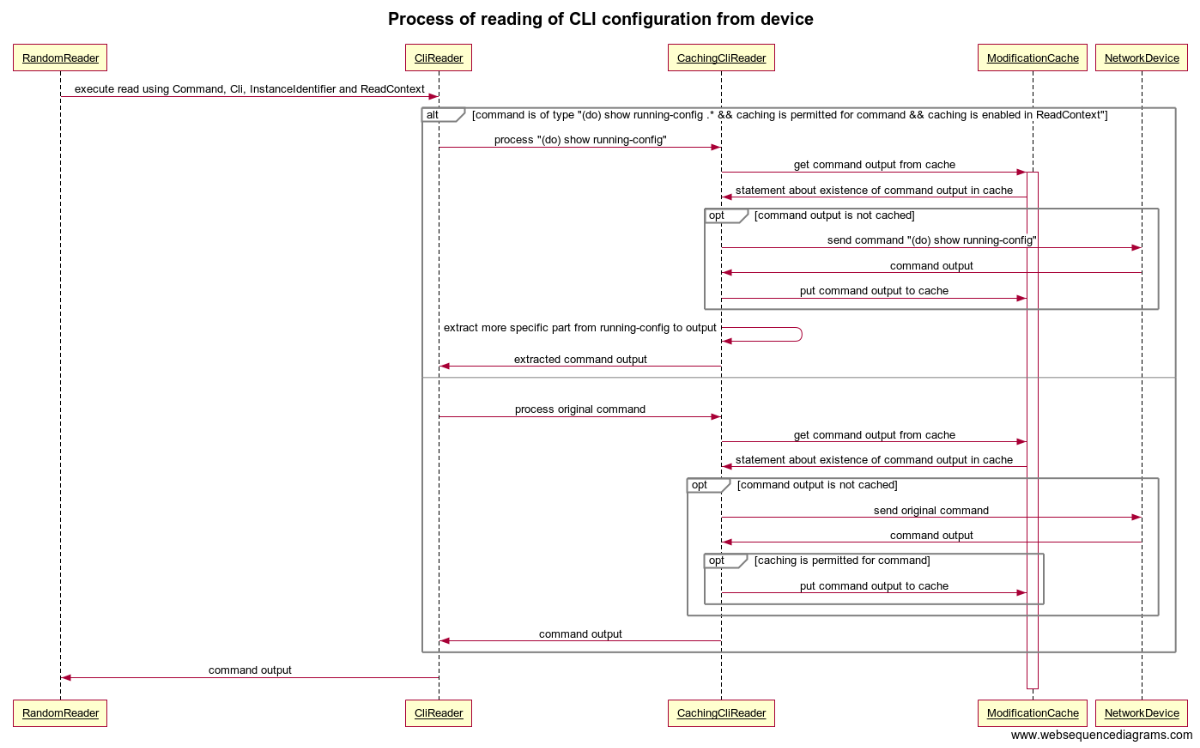 Process of reading of CLI configuration from device
RandomReader
CliReader
CachingCliReader
ModificationCache
NetworkDevice
execute read using Command, Cli, InstanceIdentifier and ReadContext
alt
[command is of type "(do) show running-config .* && caching is permitted for command && caching is enabled in ReadContext"]
process "(do) show running-config"
get command output from cache
statement about existence of command output in cache
opt
[command output is not cached]
send command "(do) show running-config"
command output
put command output to cache
extract more specific part from running-config to output
extracted command output
process original command
get command output from cache
statement about existence of command output in cache
opt
[command output is not cached]
send original command
command output
opt
[caching is permitted for command]
put command output to cache
command output
command output
RandomReader
CliReader
CachingCliReader
ModificationCache
NetworkDevice
www.websequencediagrams.com